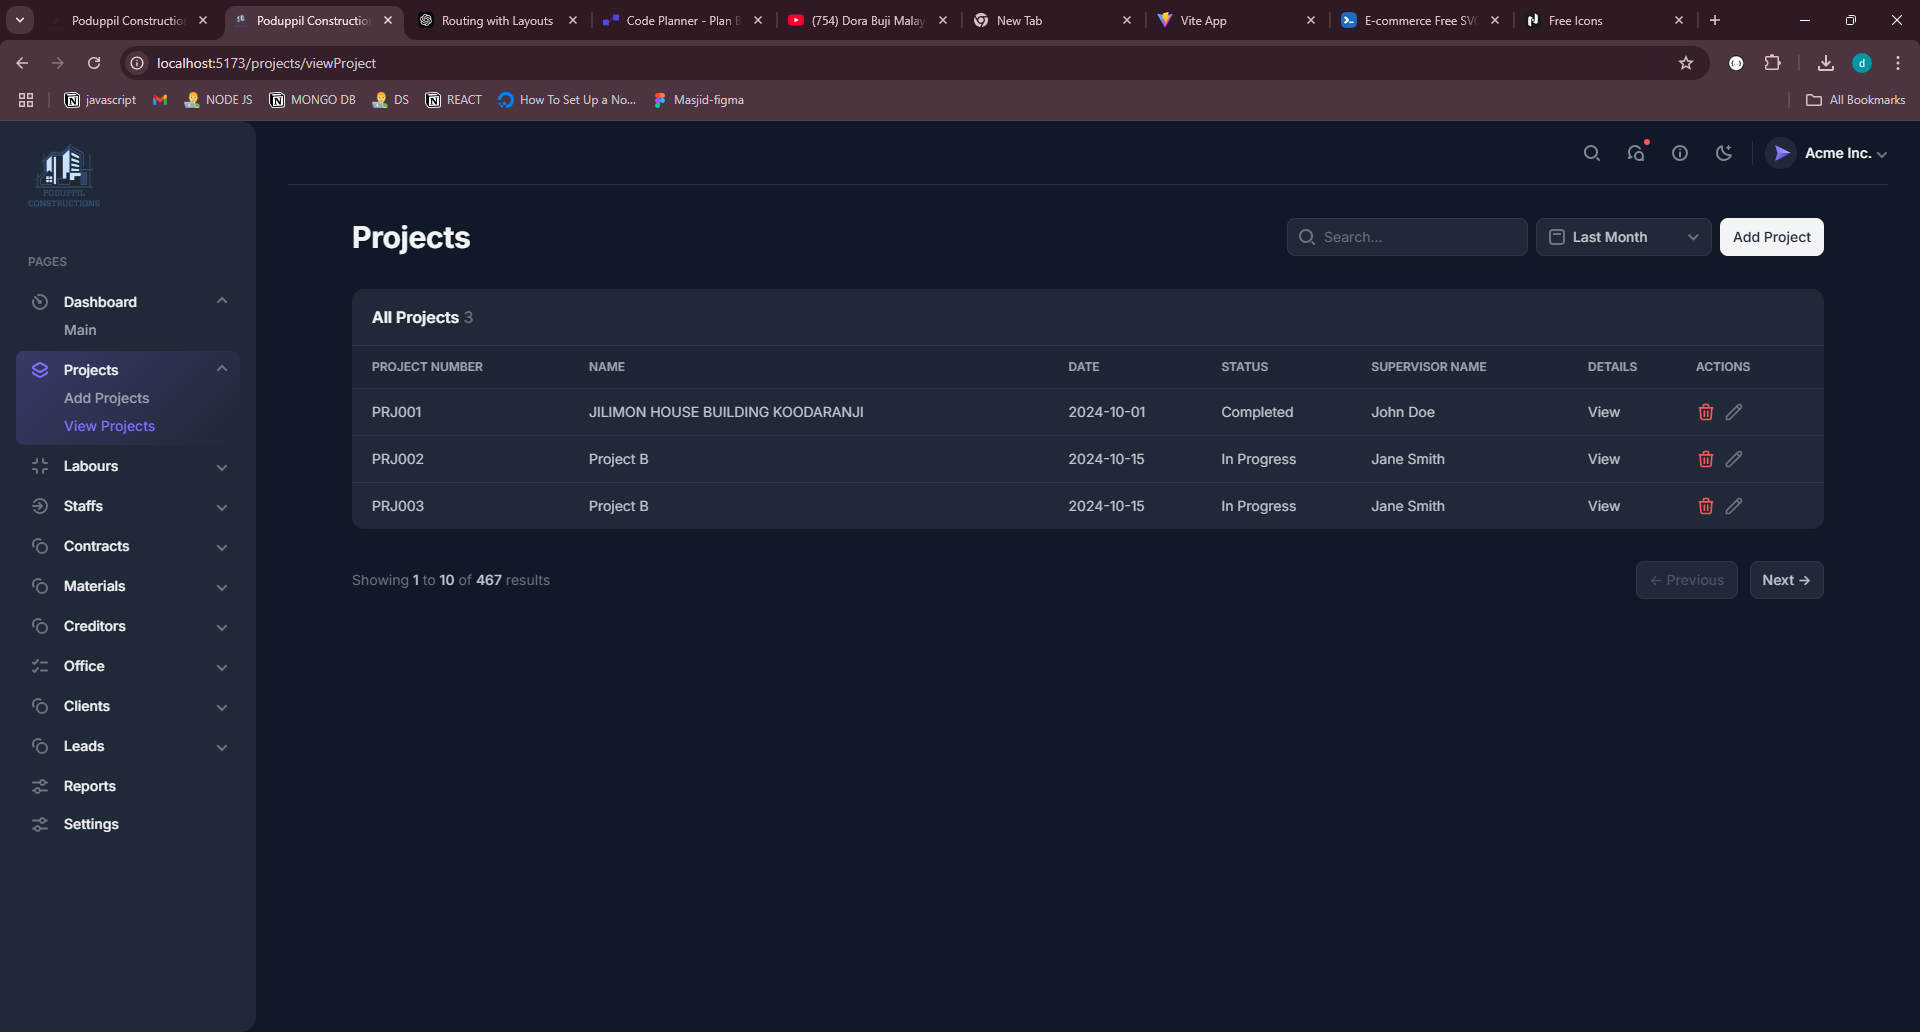 Poduppil Constructio
Poduppil Constructio
Routing with Layouts
Code Planner - Plan B
(754) Dora Buji Malay
New Tab
Vite App
E-commerce Free SV
Free Icons
localhost:5173/projects/viewProject
d
javascript
NODE JS
MONGO DB
DS
REACT
How To Set Up a No...
Masjid-figma
All Bookmarks
PODUPPIL
CONSTRUCTIONS
Acme Inc.
PAGES
Dashboard
Main
Projects
Add Projects
View Projects
Labours
Staffs
Contracts
Materials
Creditors
Office
Clients
Leads
Reports
Settings
Projects
Search...
Last Month
Add Project
All Projects 3
PROJECT NUMBER NAME DATE STATUS SUPERVISOR NAME DETAILS ACTIONS
PRJ001 JILIMON HOUSE BUILDING KOODARANJI 2024-10-01 Completed John Doe View
PRJ002 Project B 2024-10-15 In Progress Jane Smith View
PRJ003 Project B 2024-10-15 In Progress Jane Smith View
Showing 1 to 10 of 467 results
<- Previous
Next ->